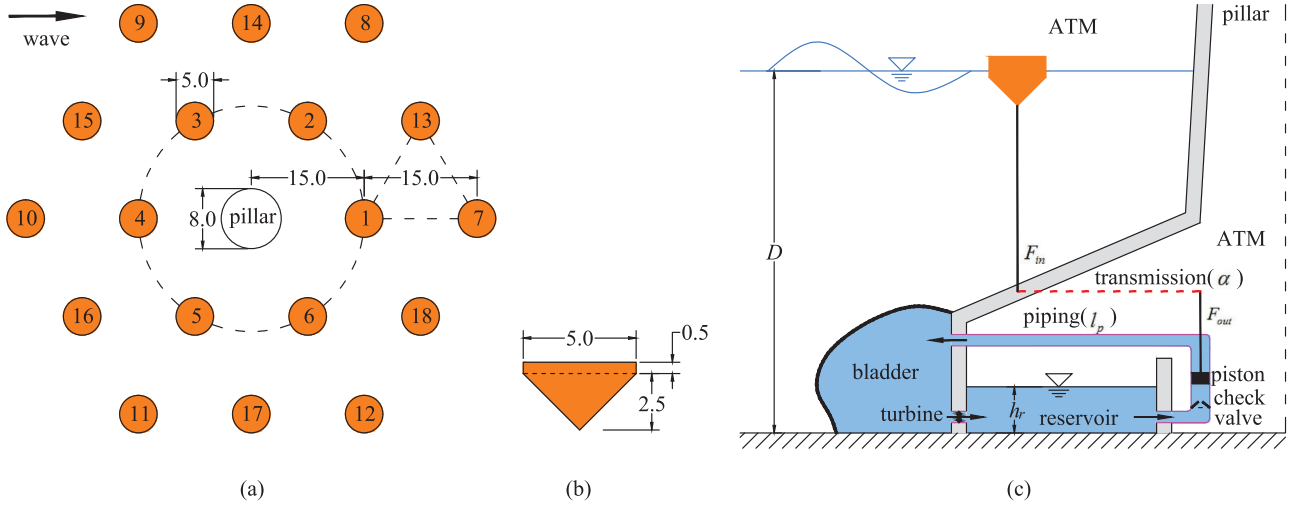 9
14
8
wave
5.0
15
3
2
13
15.0
15.0
10
4
8.0
pillar
1
7
16
5
6
18
11
17
12
(a)
5.0
0.5
2.5
(b)
ATM
pillar
D
ATM
F_in
transmission(α)
piping(l_p)
F_out
bladder
piston
check
valve
turbine
h_r
reservoir
(c)